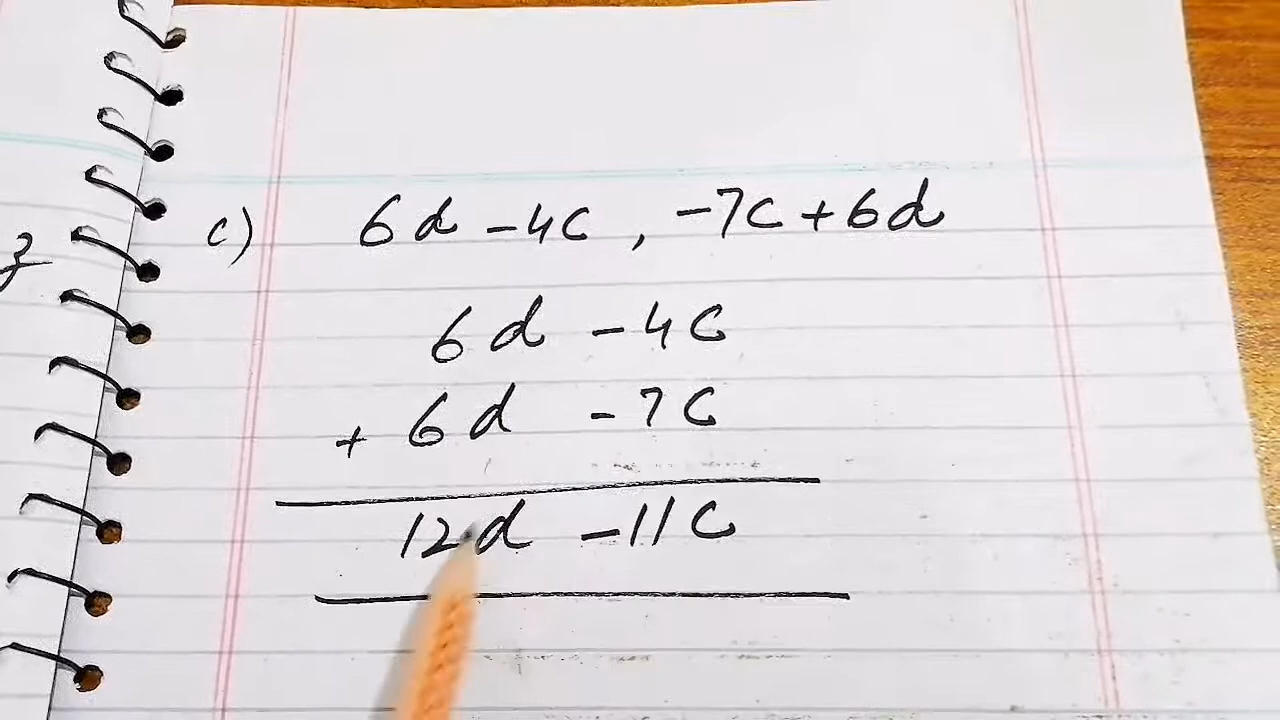 c) 6d - 4c , -7c + 6d
6d - 4c
+ 6d - 7c
12d - 11c